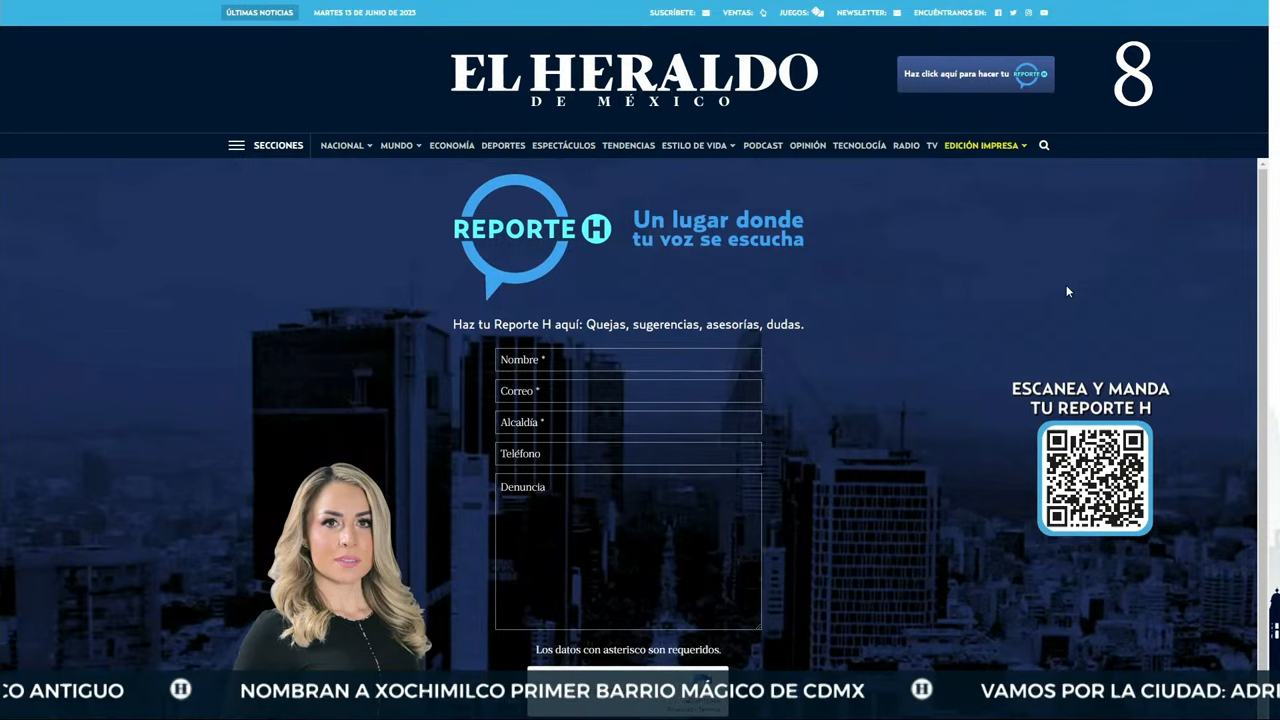 ÚLTIMAS NOTICIAS MARTES 13 DE JUNIO DE 2023 SUSCRÍBETE: VENTAS: JUEGOS: NEWSLETTER: ENCUÉNTRANOS EN:
EL HERALDO
DE MÉXICO
Haz click aquí para hacer tu REPORTE H
8
SECCIONES NACIONAL MUNDO ECONOMÍA DEPORTES ESPECTÁCULOS TENDENCIAS ESTILO DE VIDA PODCAST OPINIÓN TECNOLOGÍA RADIO TV EDICIÓN IMPRESA
REPORTE H
Un lugar donde
tu voz se escucha
Haz tu Reporte H aquí: Quejas, sugerencias, asesorías, dudas.
Nombre *
Correo *
Alcaldía *
Teléfono
Denuncia
ESCANEA Y MANDA
TU REPORTE H
Los datos con asterisco son requeridos.
CO ANTIGUO H NOMBRAN A XOCHIMILCO PRIMER BARRIO MÁGICO DE CDMX H VAMOS POR LA CIUDAD: ADRI